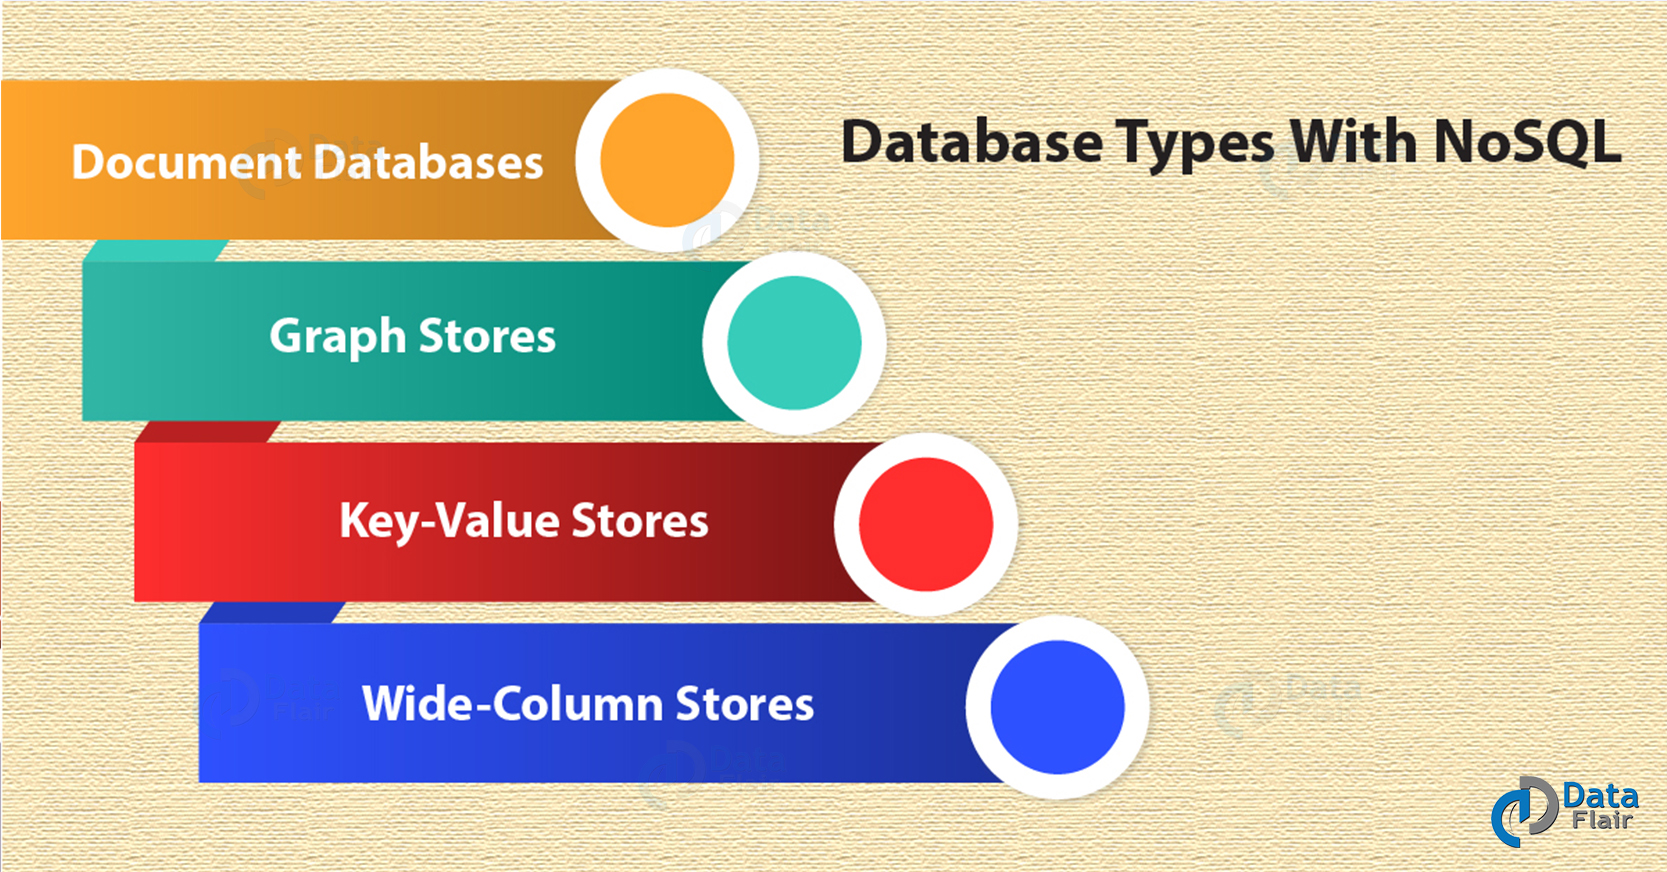 Database Types With NoSQL
Document Databases
Graph Stores
Key-Value Stores
Wide-Column Stores
Data
Flair